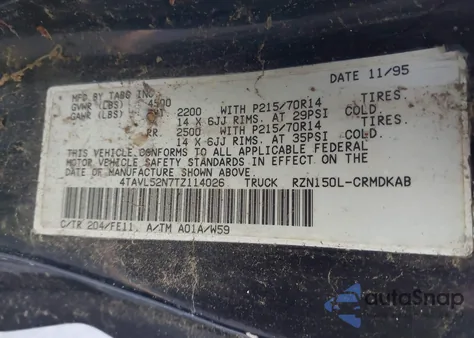 DATE 11/95
MFD BY TABC INC.
GVWR (LBS) 4500
GAWR (LBS) FRT 2200 WITH P215/70R14 TIRES.
14 X 6JJ RIMS. AT 29PSI COLD.
RR. 2500 WITH P215/70R14 TIRES.
14 X 6JJ RIMS. AT 35PSI COLD.
CONFORMS TO ALL APPLICABLE FEDERAL
MOTOR VEHICLE SAFETY STANDARDS IN EFFECT ON THE
DATE OF MANUFACTURE SHOWN ABOVE.
4TAVL52N7TZ114026 TRUCK RZN150L-CRMDKAB
C/TR 204/FE11. A/TM A01A/W59
autoSnap